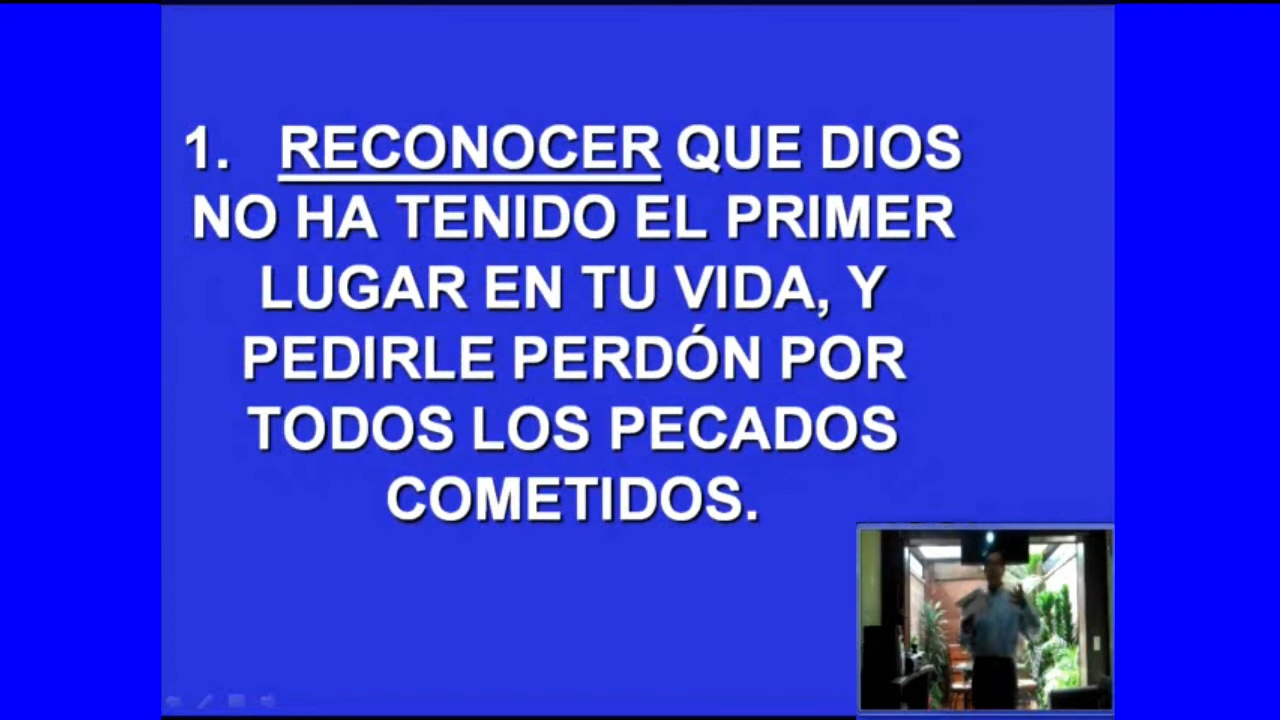 1. RECONOCER QUE DIOS
NO HA TENIDO EL PRIMER
LUGAR EN TU VIDA, Y
PEDIRLE PERDÓN POR
TODOS LOS PECADOS
COMETIDOS.